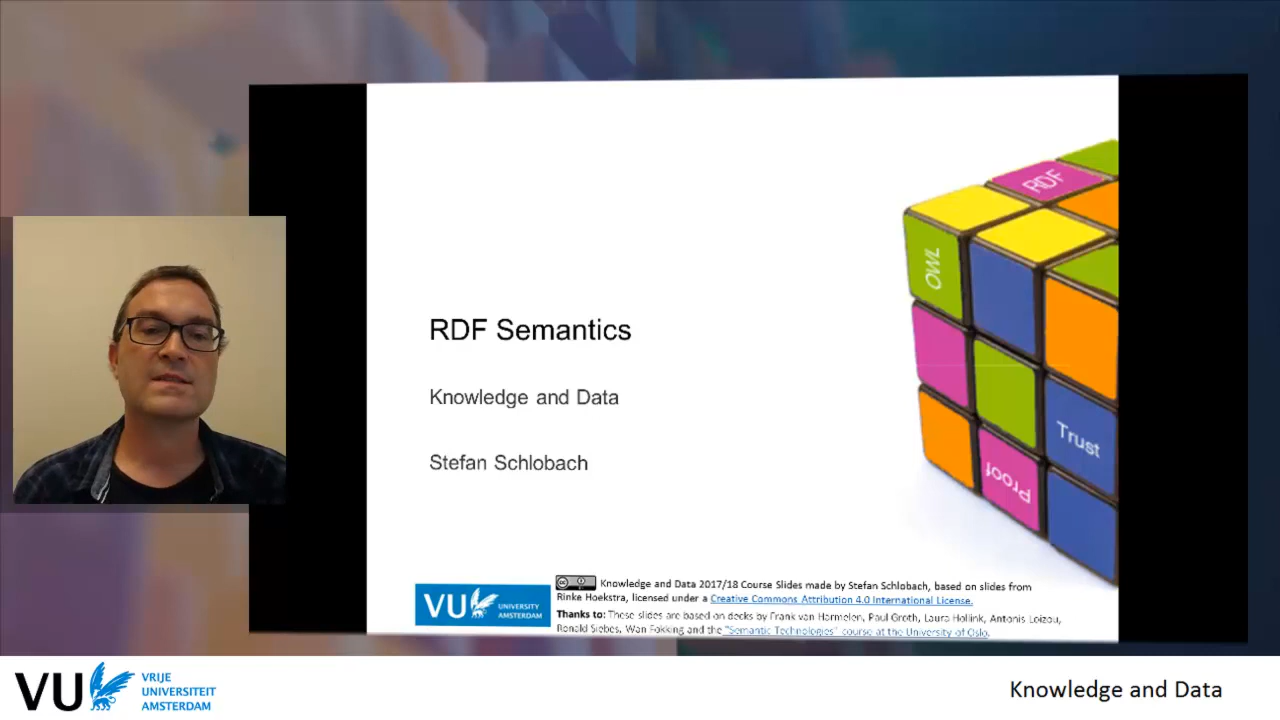 RDF
OWL
RDF Semantics
Knowledge and Data
Trust
Stefan Schlobach
Proof
Knowledge and Data 2017/18 Course Slides made by Stefan Schlobach, based on slides from
Rinke Hoekstra, licensed under a Creative Commons Attribution 4.0 International License.
VU UNIVERSITY
AMSTERDAM
Thanks to: These slides are based on decks by Frank van Harmelen, Paul Groth, Laura Hollink, Antonis Loizou,
Ronald Siebes, Wan Fokking and the "Semantic Technologies" course at the University of Oslo.
VU VRIJE
UNIVERSITEIT
AMSTERDAM
Knowledge and Data